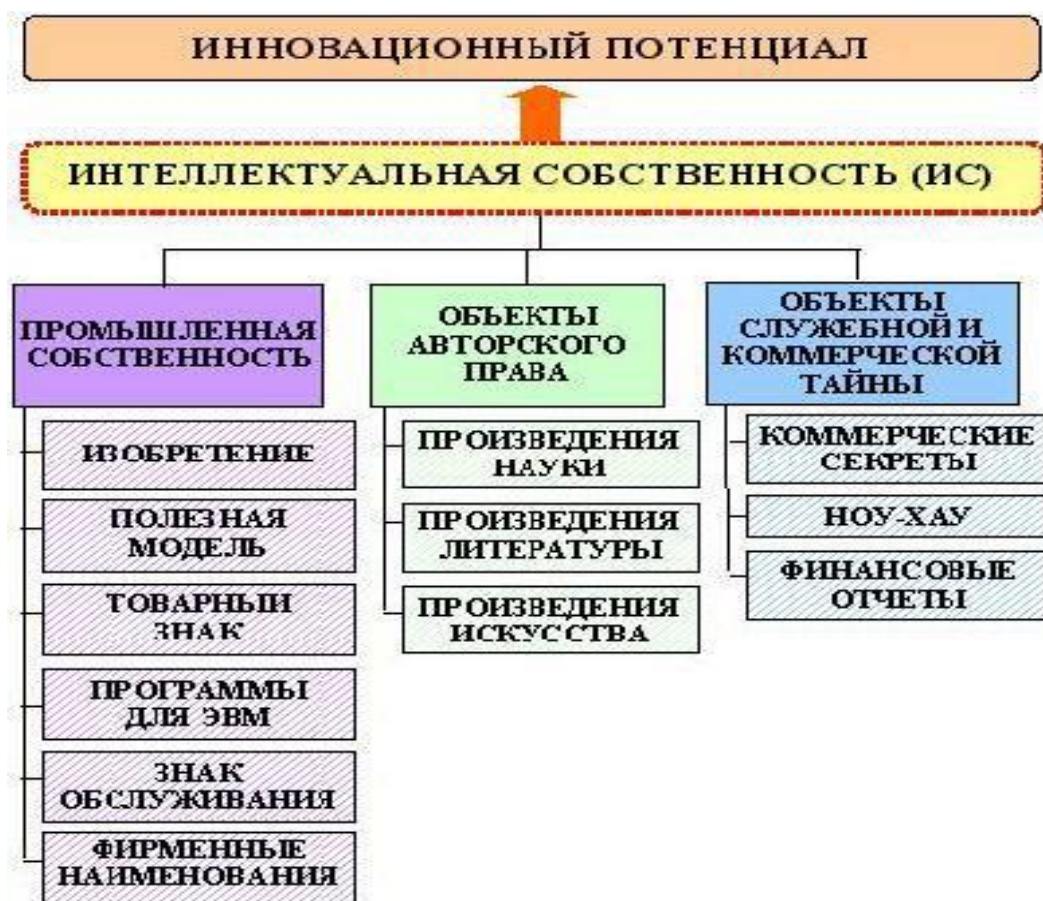 ИННОВАЦИОННЫЙ ПОТЕНЦИАЛ
ИНТЕЛЛЕКТУАЛЬНАЯ СОБСТВЕННОСТЬ (ИС)
ПРОМЫШЛЕННАЯ
СОБСТВЕННОСТЬ
ИЗОБРЕТЕНИЕ
ПОЛЕЗНАЯ
МОДЕЛЬ
ТОВАРНЫЙ
ЗНАК
ПРОГРАММЫ
ДЛЯ ЭВМ
ЗНАК
ОБСЛУЖИВАНИЯ
ФИРМЕННЫЕ
НАИМЕНОВАНИЯ
ОБЪЕКТЫ
АВТОРСКОГО
ПРАВА
ПРОИЗВЕДЕНИЯ
НАУКИ
ПРОИЗВЕДЕНИЯ
ЛИТЕРАТУРЫ
ПРОИЗВЕДЕНИЯ
ИСКУССТВА
ОБЪЕКТЫ
СЛУЖЕБНОЙ И
КОММЕРЧЕСКОЙ
ТАЙНЫ
КОММЕРЧЕСКИЕ
СЕКРЕТЫ
НОУ-ХАУ
ФИНАНСОВЫЕ
ОТЧЕТЫ